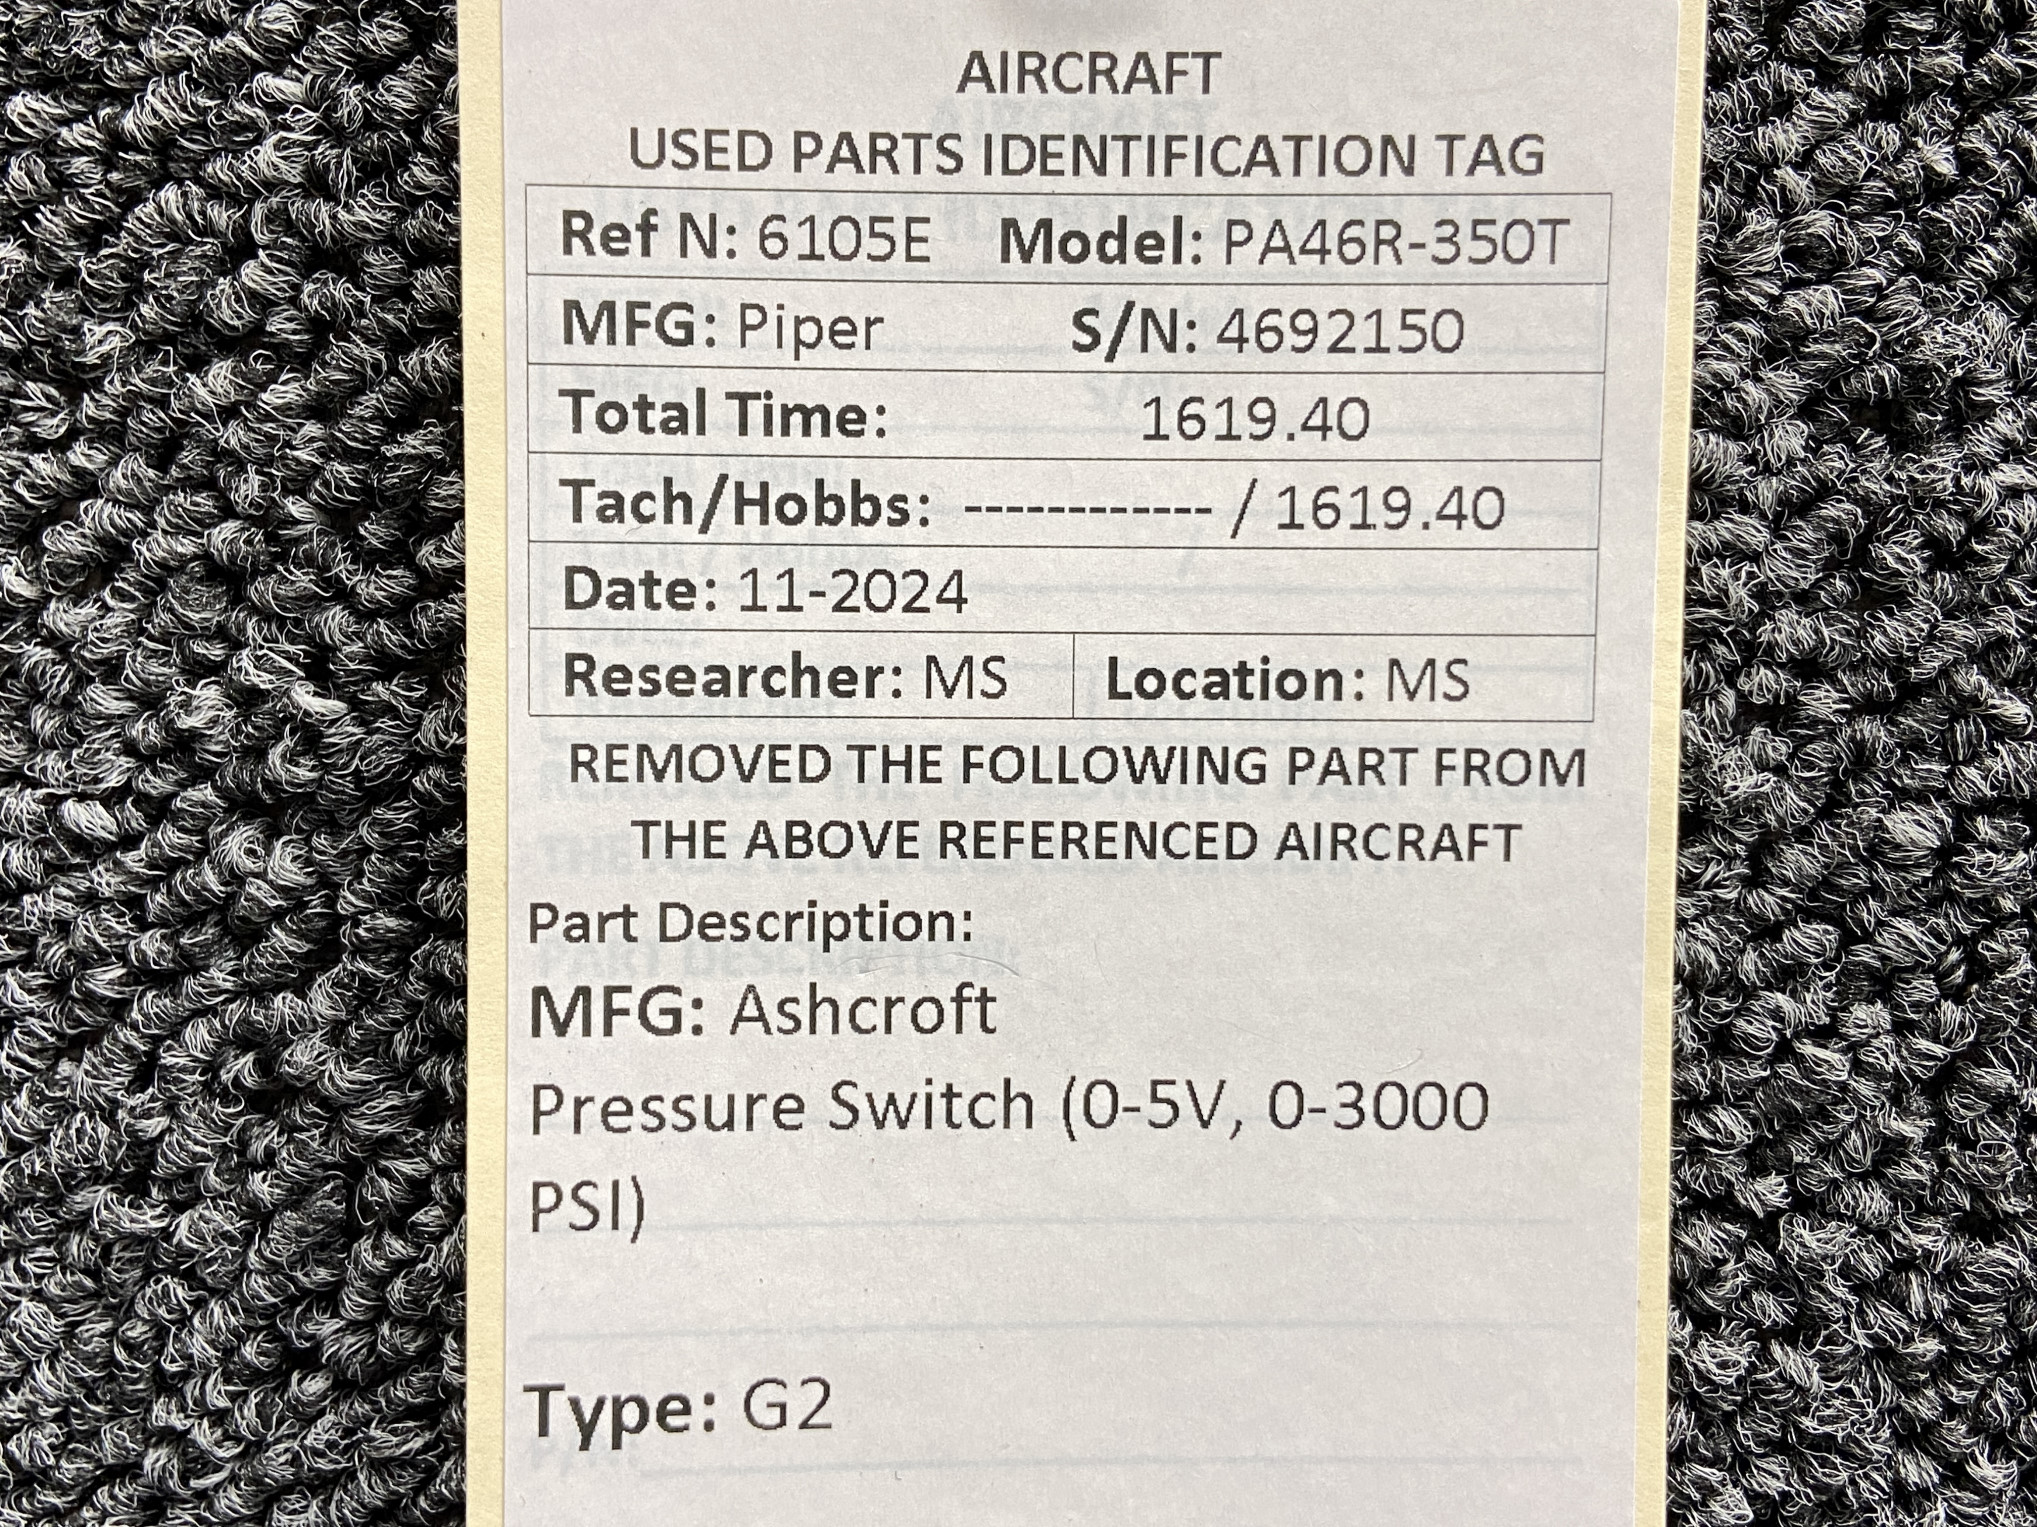 AIRCRAFT
USED PARTS IDENTIFICATION TAG
Ref N: 6105E Model: PA46R-350T
MFG: Piper S/N: 4692150
Total Time: 1619.40
Tach/Hobbs: ------------ / 1619.40
Date: 11-2024
Researcher: MS Location: MS
REMOVED THE FOLLOWING PART FROM
THE ABOVE REFERENCED AIRCRAFT
Part Description:
MFG: Ashcroft
Pressure Switch (0-5V, 0-3000
PSI)
Type: G2